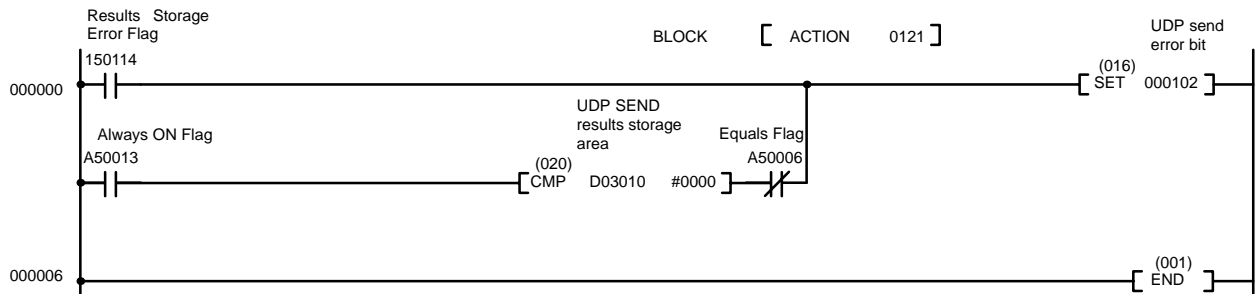 Results Storage
Error Flag
BLOCK [ ACTION 0121 ]
UDP send
error bit
150114
000000
(016)
[ SET 000102 ]
UDP SEND
results storage
area
Always ON Flag
Equals Flag
A50013
A50006
(020)
[ CMP D03010 #0000 ]
000006
(001)
[ END ]